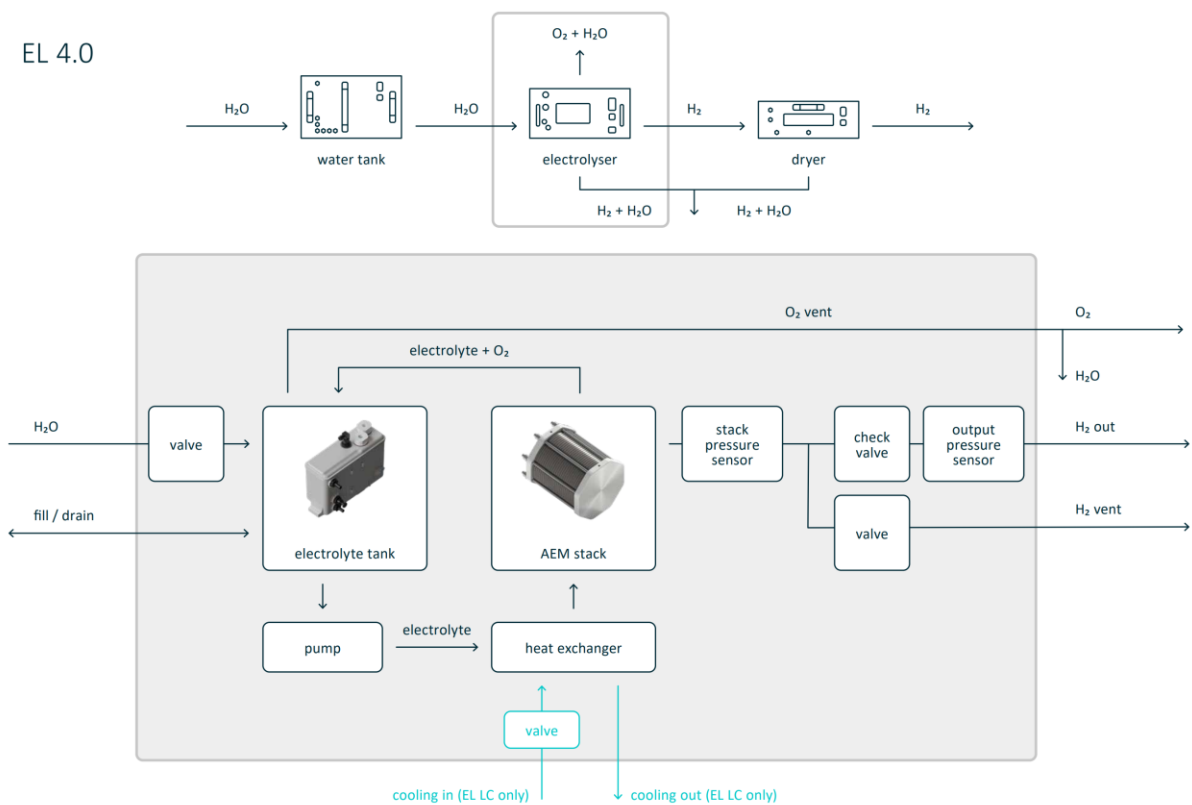 EL 4.0
O₂ + H₂O
H₂O
H₂O
H₂
H₂
water tank
electrolyser
dryer
H₂ + H₂O
H₂ + H₂O
O₂ vent
O₂
electrolyte + O₂
H₂O
H₂O
valve
electrolyte tank
AEM stack
stack
pressure
sensor
check
valve
output
pressure
sensor
H₂ out
fill / drain
valve
H₂ vent
pump
electrolyte
heat exchanger
valve
cooling in (EL LC only)
cooling out (EL LC only)